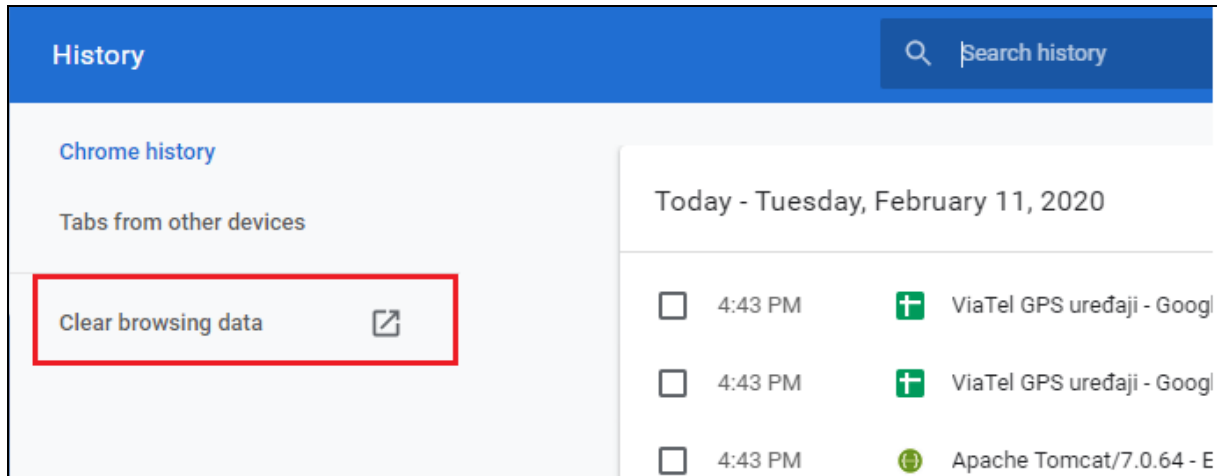 History
Search history
Chrome history
Tabs from other devices
Clear browsing data
Today - Tuesday, February 11, 2020
4:43 PM ViaTel GPS uređaji - Googl
4:43 PM ViaTel GPS uređaji - Googl
4:43 PM Apache Tomcat/7.0.64 - E